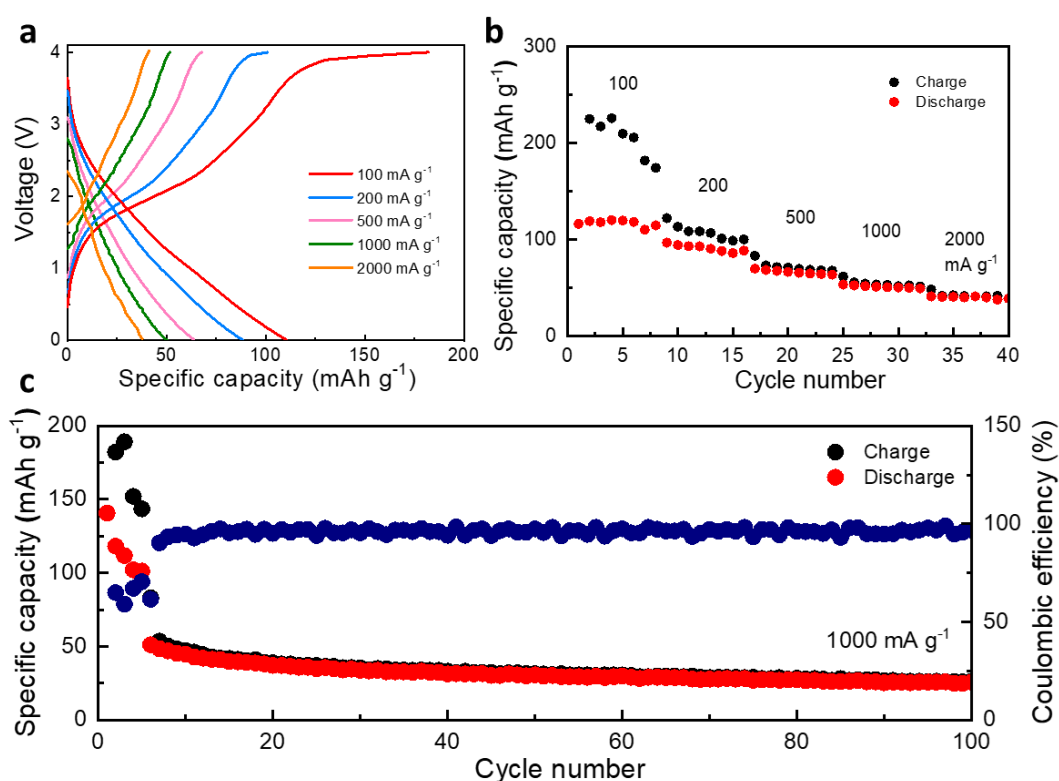 a
Voltage (V)
4
3
2
1
0
0
50
100
150
200
Specific capacity (mAh g⁻¹)
100 mA g⁻¹
200 mA g⁻¹
500 mA g⁻¹
1000 mA g⁻¹
2000 mA g⁻¹
b
Specific capacity (mAh g⁻¹)
300
200
100
0
0
5
10
15
20
25
30
35
40
Cycle number
Charge
Discharge
100
200
500
1000
2000
mA g⁻¹
c
Specific capacity (mAh g⁻¹)
200
150
100
50
0
0
20
40
60
80
100
Cycle number
Charge
Discharge
1000 mA g⁻¹
150
100
50
0
Coulombic efficiency (%)